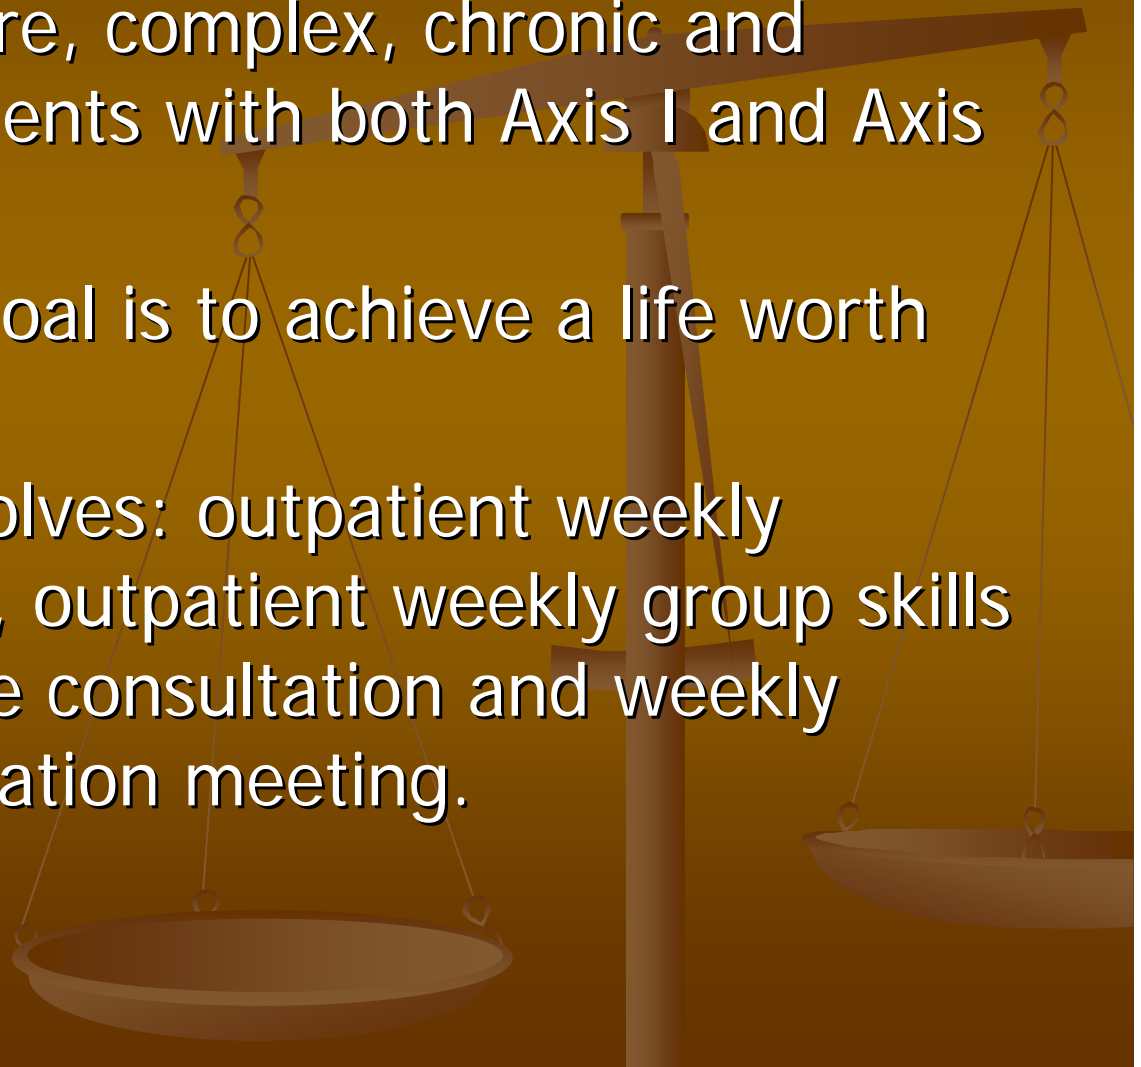 re, complex, chronic and
ents with both Axis I and Axis
oal is to achieve a life worth
olves: outpatient weekly
, outpatient weekly group skills
e consultation and weekly
ation meeting.